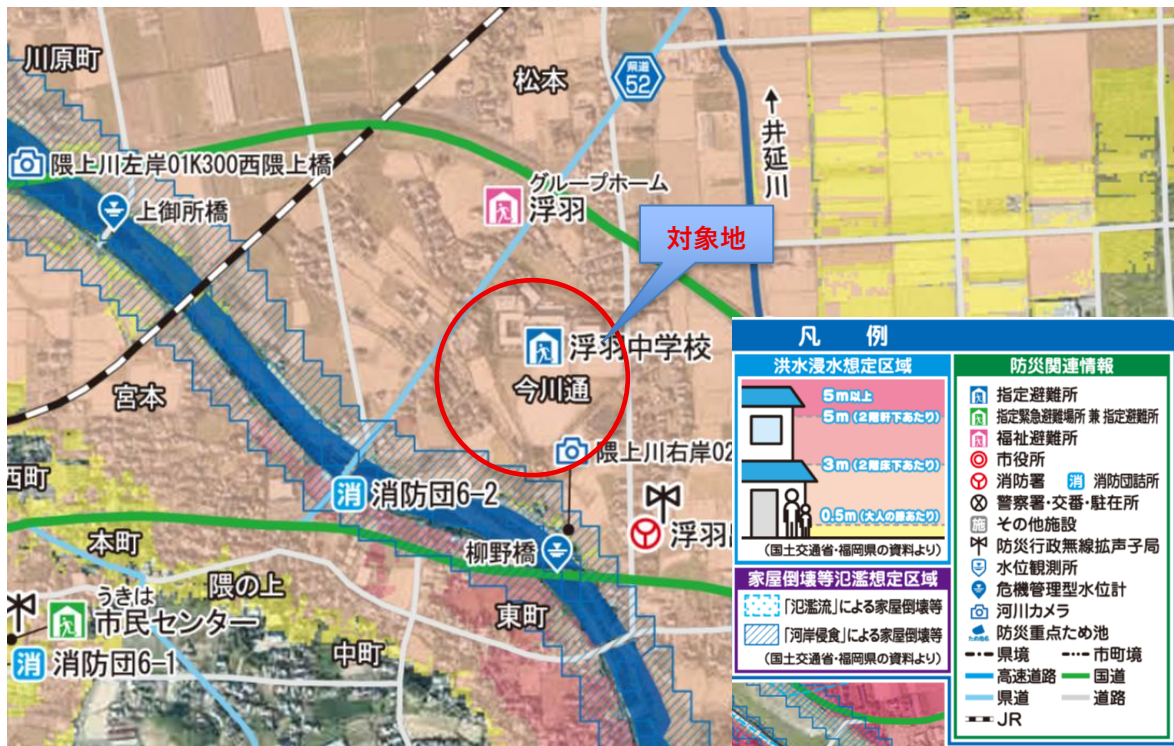 川原町
松本
県道
52
井延川
隈上川左岸01K300西隈上橋
上御所橋
グループホーム
浮羽
対象地
浮羽中学校
今川通
宮本
隈上川右岸02
西町
消 消防団6-2
浮羽
本町
柳野橋
隈の上
東町
うきは
市民センター
中町
消 消防団6-1
凡 例
洪水浸水想定区域
5m以上
5m(2階軒下あたり)
3m(2階床下あたり)
0.5m(大人の膝あたり)
(国土交通省・福岡県の資料より)
家屋倒壊等氾濫想定区域
「氾濫流」による家屋倒壊等
「河岸侵食」による家屋倒壊等
(国土交通省・福岡県の資料より)
防災関連情報
指定避難所
指定緊急避難場所 兼 指定避難所
福祉避難所
市役所
消防署 消 消防団詰所
警察署・交番・駐在所
施 その他施設
防災行政無線拡声子局
水位観測所
危機管理型水位計
河川カメラ
防災重点ため池
県境 市町境
高速道路 国道
県道 道路
JR